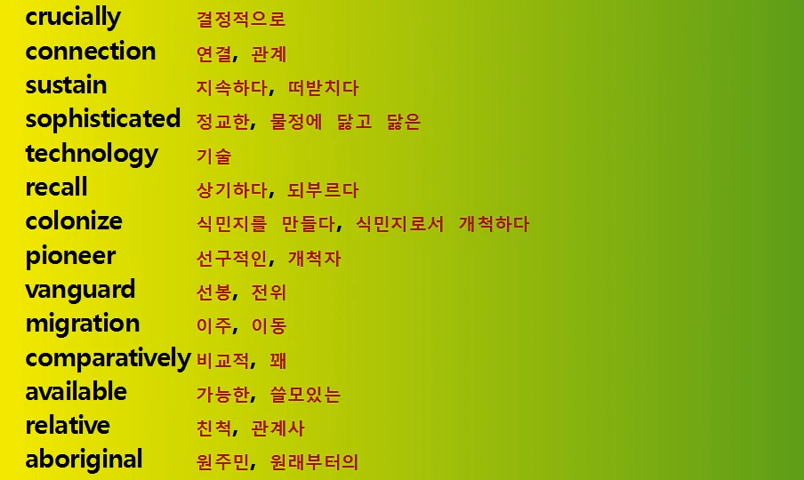 crucially 결정적으로
connection 연결, 관계
sustain 지속하다, 떠받치다
sophisticated 정교한, 물정에 닳고 닳은
technology 기술
recall 상기하다, 되부르다
colonize 식민지를 만들다, 식민지로서 개척하다
pioneer 선구적인, 개척자
vanguard 선봉, 전위
migration 이주, 이동
comparatively 비교적, 꽤
available 가능한, 쓸모있는
relative 친척, 관계사
aboriginal 원주민, 원래부터의